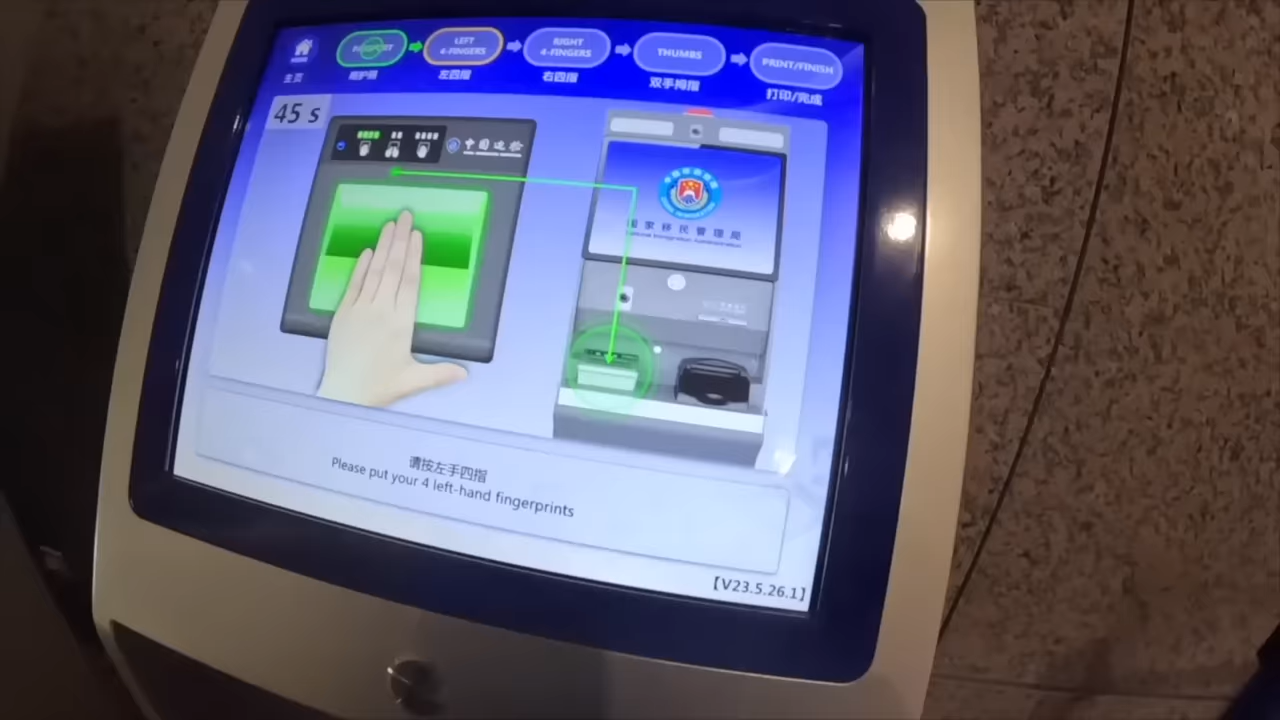 主页
PASSPORT
LEFT
4-FINGERS
左四指
RIGHT
4-FINGERS
右四指
THUMBS
双手拇指
PRINT/FINISH
打印/完成
45 s
中国边检
国家移民管理局
National Immigration Administration
请按左手四指
Please put your 4 left-hand fingerprints
【V23.5.26.1】